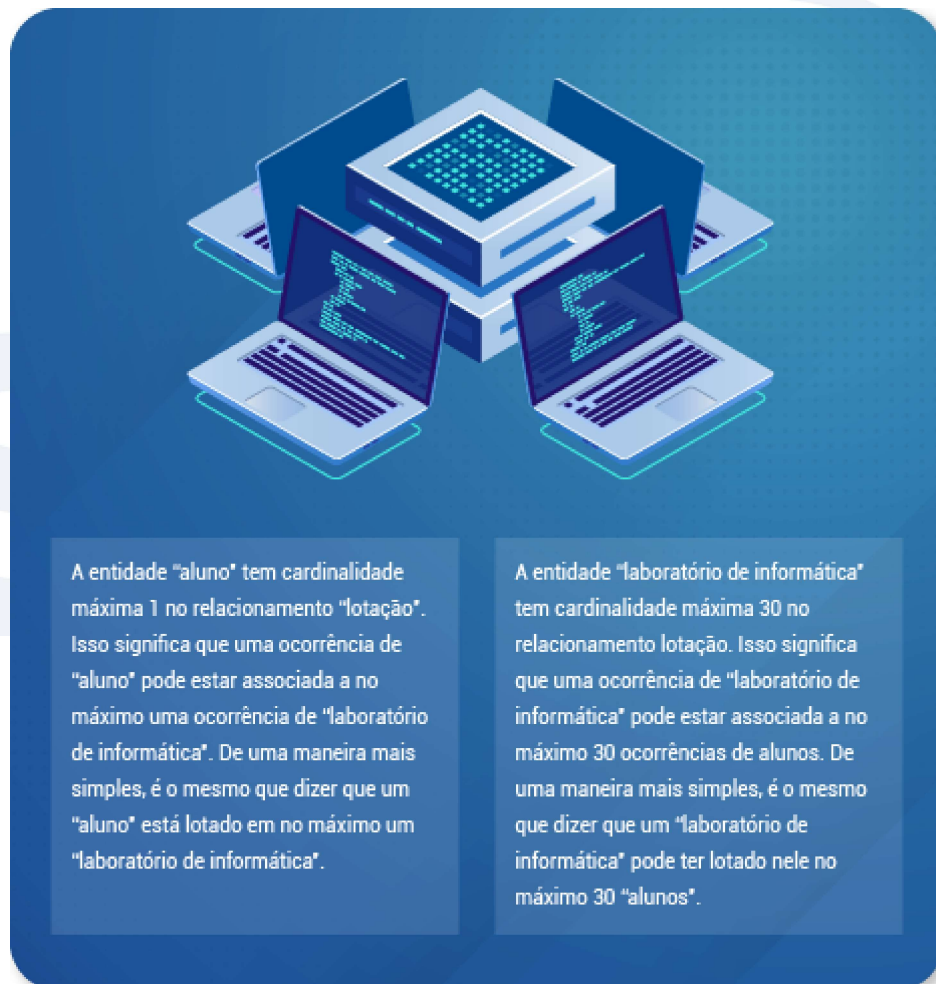 A entidade "aluno" tem cardinalidade
máxima 1 no relacionamento "lotação".
Isso significa que uma ocorrência de
"aluno" pode estar associada a no
máximo uma ocorrência de "laboratório
de informática". De uma maneira mais
simples, é o mesmo que dizer que um
"aluno" está lotado em no máximo um
"laboratório de informática".
A entidade "laboratório de informática"
tem cardinalidade máxima 30 no
relacionamento lotação. Isso significa
que uma ocorrência de "laboratório de
informática" pode estar associada a no
máximo 30 ocorrências de alunos. De
uma maneira mais simples, é o mesmo
que dizer que um "laboratório de
informática" pode ter lotado nele no
máximo 30 "alunos".